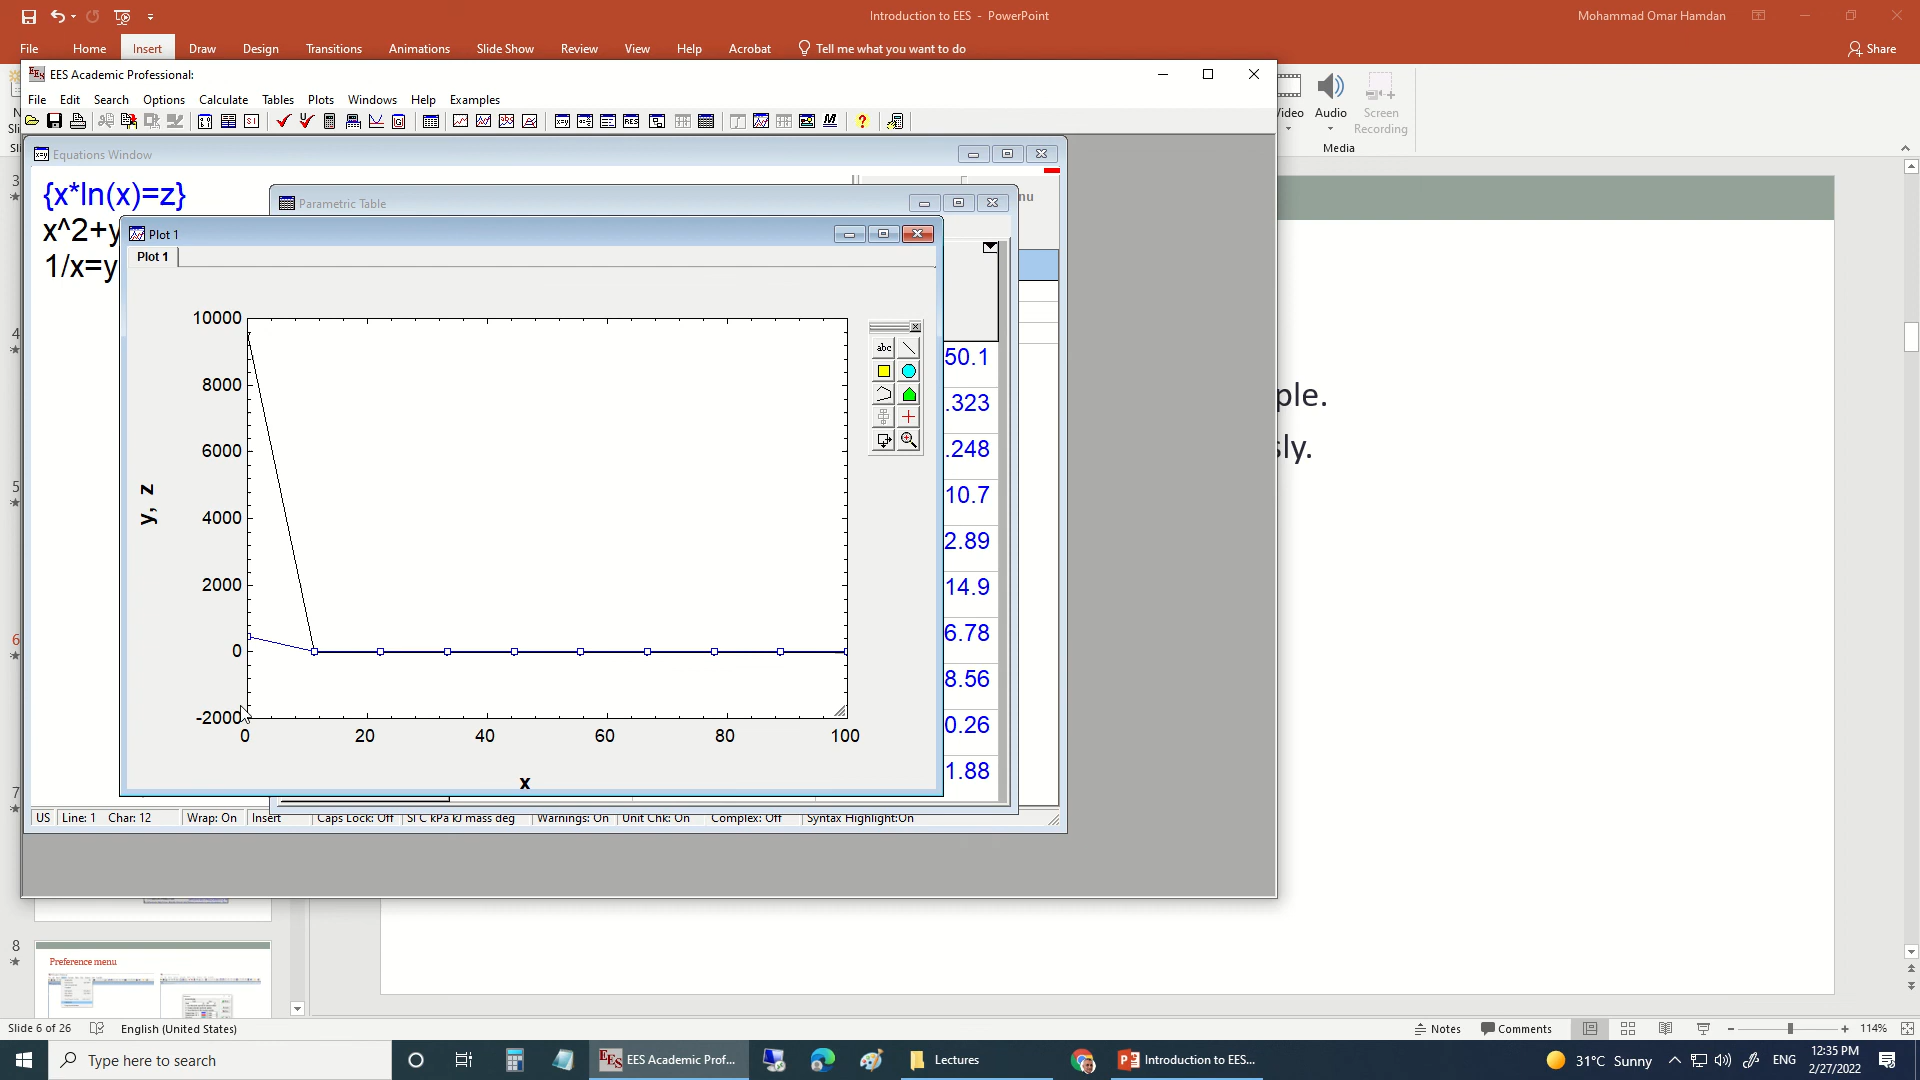 Introduction to EES - PowerPoint
Mohammad Omar Hamdan
File Home Insert Draw Design Transitions Animations Slide Show Review View Help Acrobat Tell me what you want to do
Share
EES Academic Professional:
File Edit Search Options Calculate Tables Plots Windows Help Examples
Video Audio Screen Recording
Media
Equations Window
{x*ln(x)=z}
x^2+y
1/x=y
Parametric Table
Plot 1
Plot 1
abc
10000
8000
6000
4000
2000
0
-2000
y, z
0 20 40 60 80 100
x
50.1
.323
.248
10.7
2.89
14.9
6.78
8.56
0.26
1.88
ple.
sly.
US Line: 1 Char: 12 Wrap: On Insert Caps Lock: Off SI C kPa kJ mass deg Warnings: On Unit Chk: On Complex: Off Syntax Highlight:On
3
4
5
6
7
8
Preference menu
Slide 6 of 26 English (United States)
Notes Comments 114%
Type here to search
EES Academic Prof...
Lectures
Introduction to EES...
31°C Sunny
ENG
12:35 PM
2/27/2022